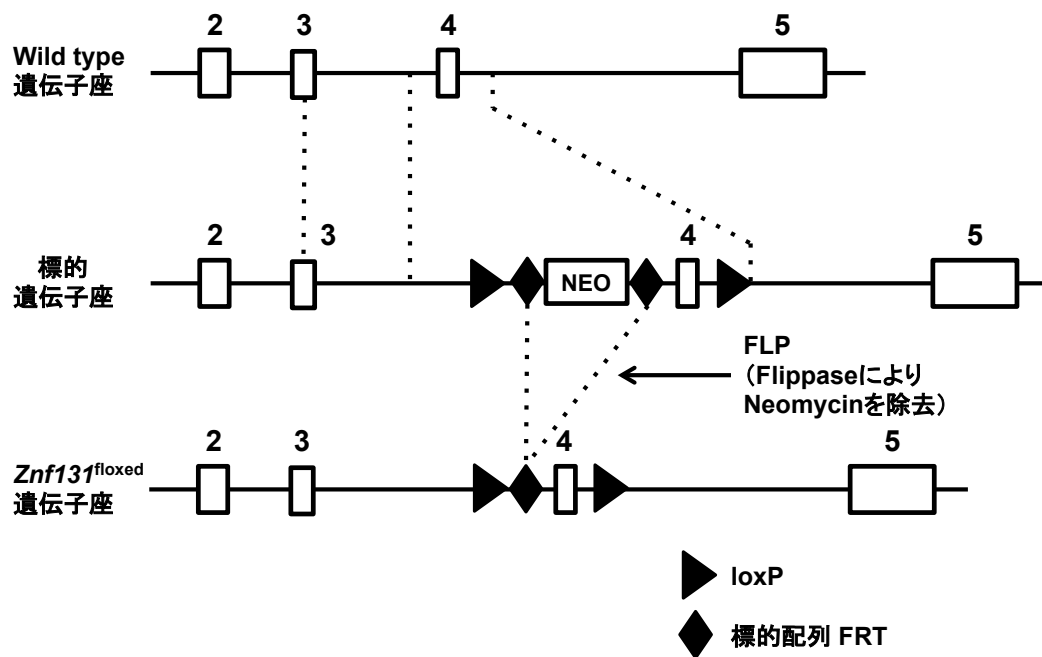 2 3 4 5
Wild type
遺伝子座
2 3 4 5
標的
遺伝子座
NEO
FLP
（Flippaseにより
Neomycinを除去）
2 3 4 5
Znf131floxed
遺伝子座
loxP
標的配列 FRT